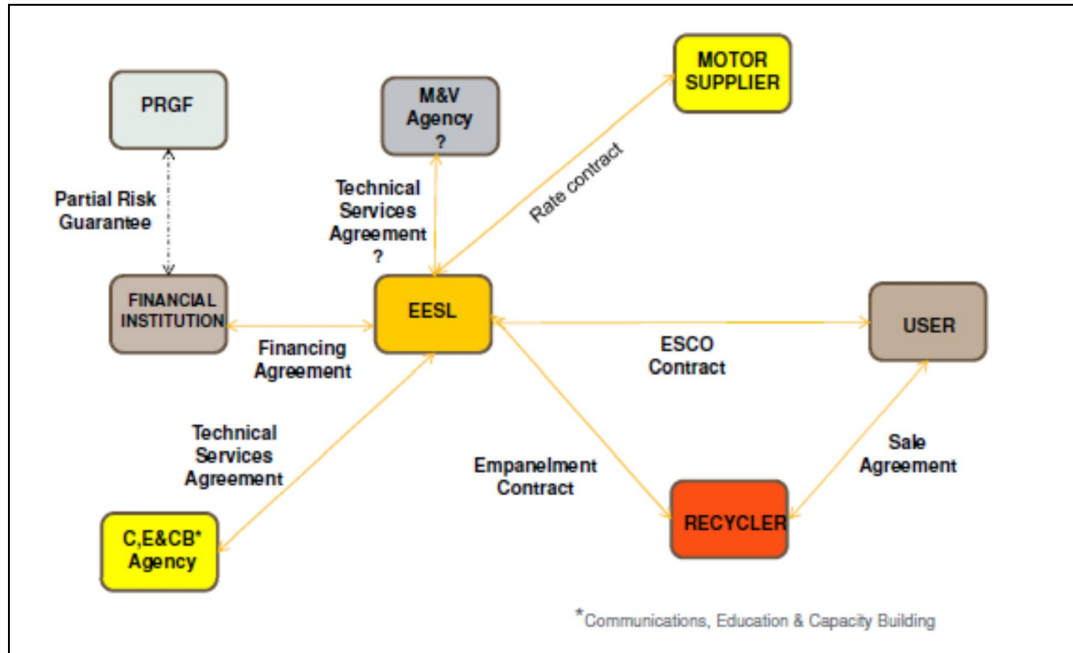 MOTOR
SUPPLIER
PRGF
M&V
Agency
?
Rate contract
Partial Risk
Guarantee
Technical
Services
Agreement
?
FINANCIAL
INSTITUTION
EESL
USER
Financing
Agreement
ESCO
Contract
Technical
Services
Agreement
Empanelment
Contract
Sale
Agreement
RECYCLER
C,E&CB*
Agency
*Communications, Education & Capacity Building